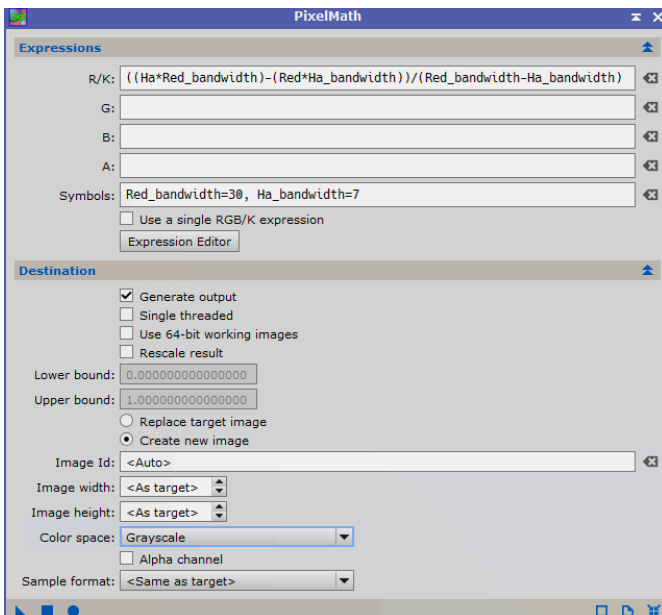 PixelMath
Expressions
R/K: ((Ha*Red_bandwidth)-(Red*Ha_bandwidth))/(Red_bandwidth-Ha_bandwidth)
G:
B:
A:
Symbols: Red_bandwidth=30, Ha_bandwidth=7
Use a single RGB/K expression
Expression Editor
Destination
Generate output
Single threaded
Use 64-bit working images
Rescale result
Lower bound: 0.000000000000000
Upper bound: 1.000000000000000
Replace target image
Create new image
Image Id: <Auto>
Image width: <As target>
Image height: <As target>
Color space: Grayscale
Alpha channel
Sample format: <Same as target>